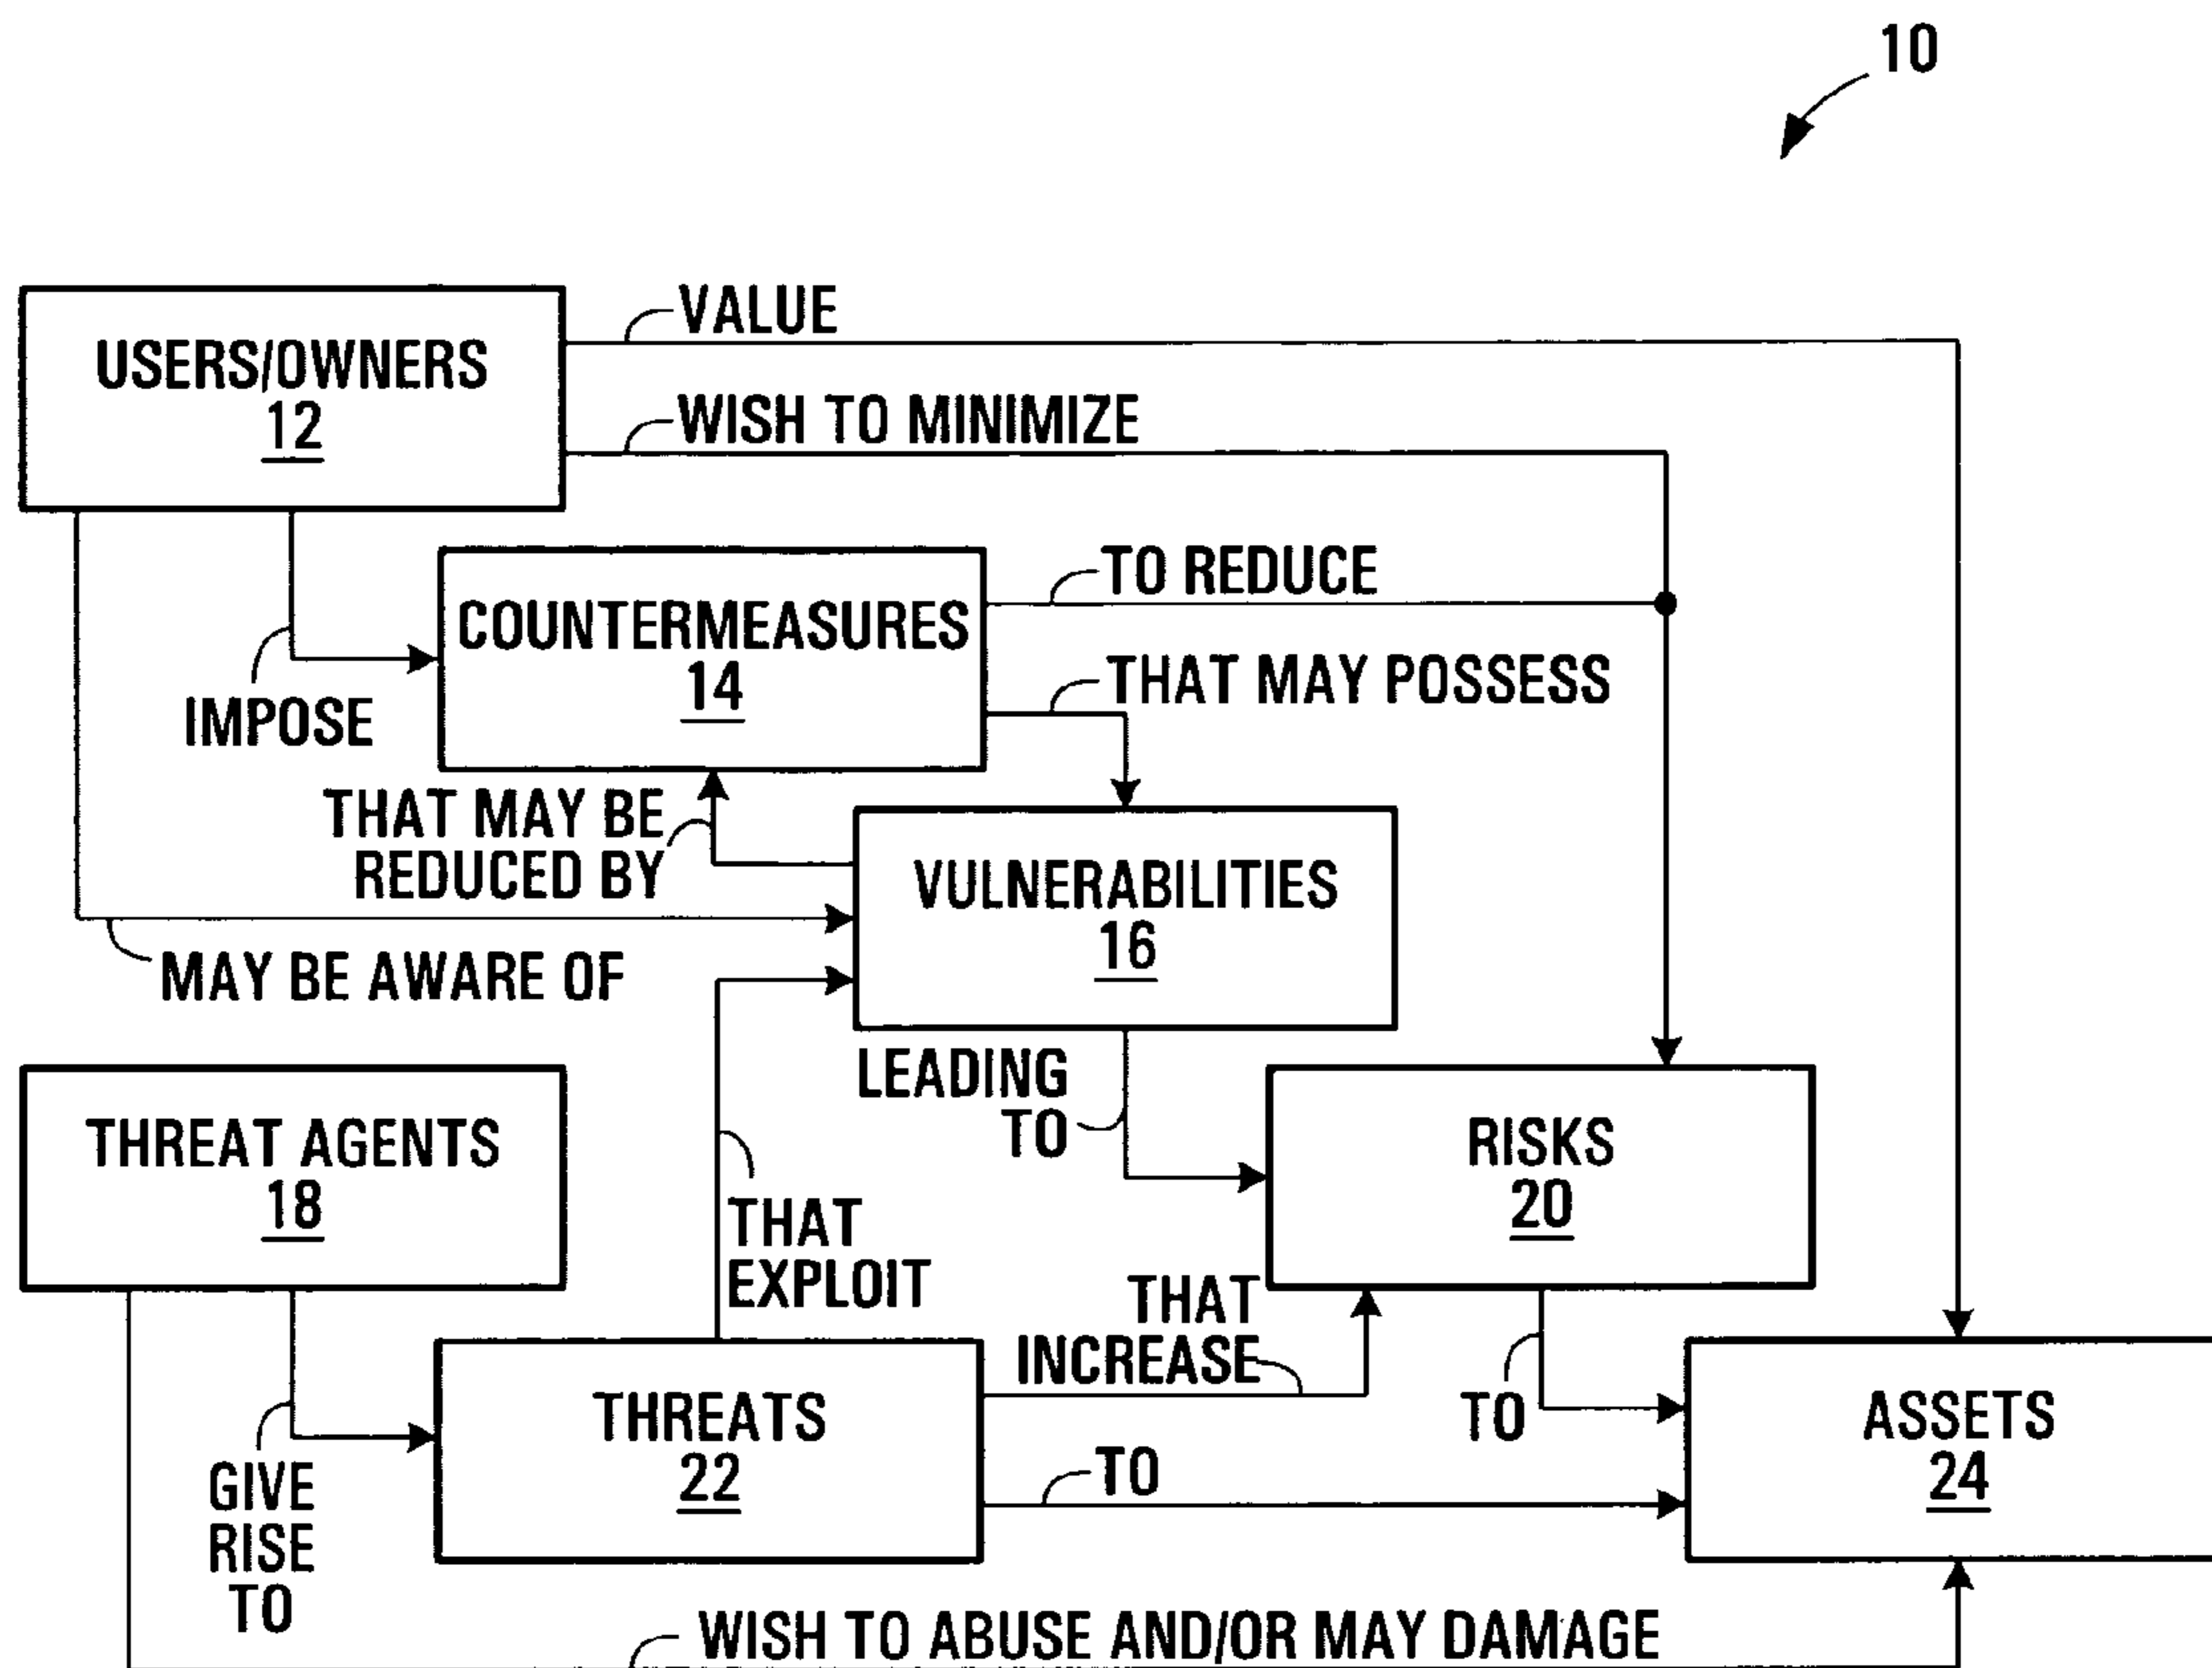 10
VALUE
USERS/OWNERS
12
WISH TO MINIMIZE
TO REDUCE
COUNTERMEASURES
14
THAT MAY POSSESS
IMPOSE
THAT MAY BE
REDUCED BY
VULNERABILITIES
16
MAY BE AWARE OF
LEADING
TO
THREAT AGENTS
18
RISKS
20
THAT
EXPLOIT
THAT
INCREASE
THREATS
22
TO
TO
ASSETS
24
GIVE
RISE
TO
WISH TO ABUSE AND/OR MAY DAMAGE